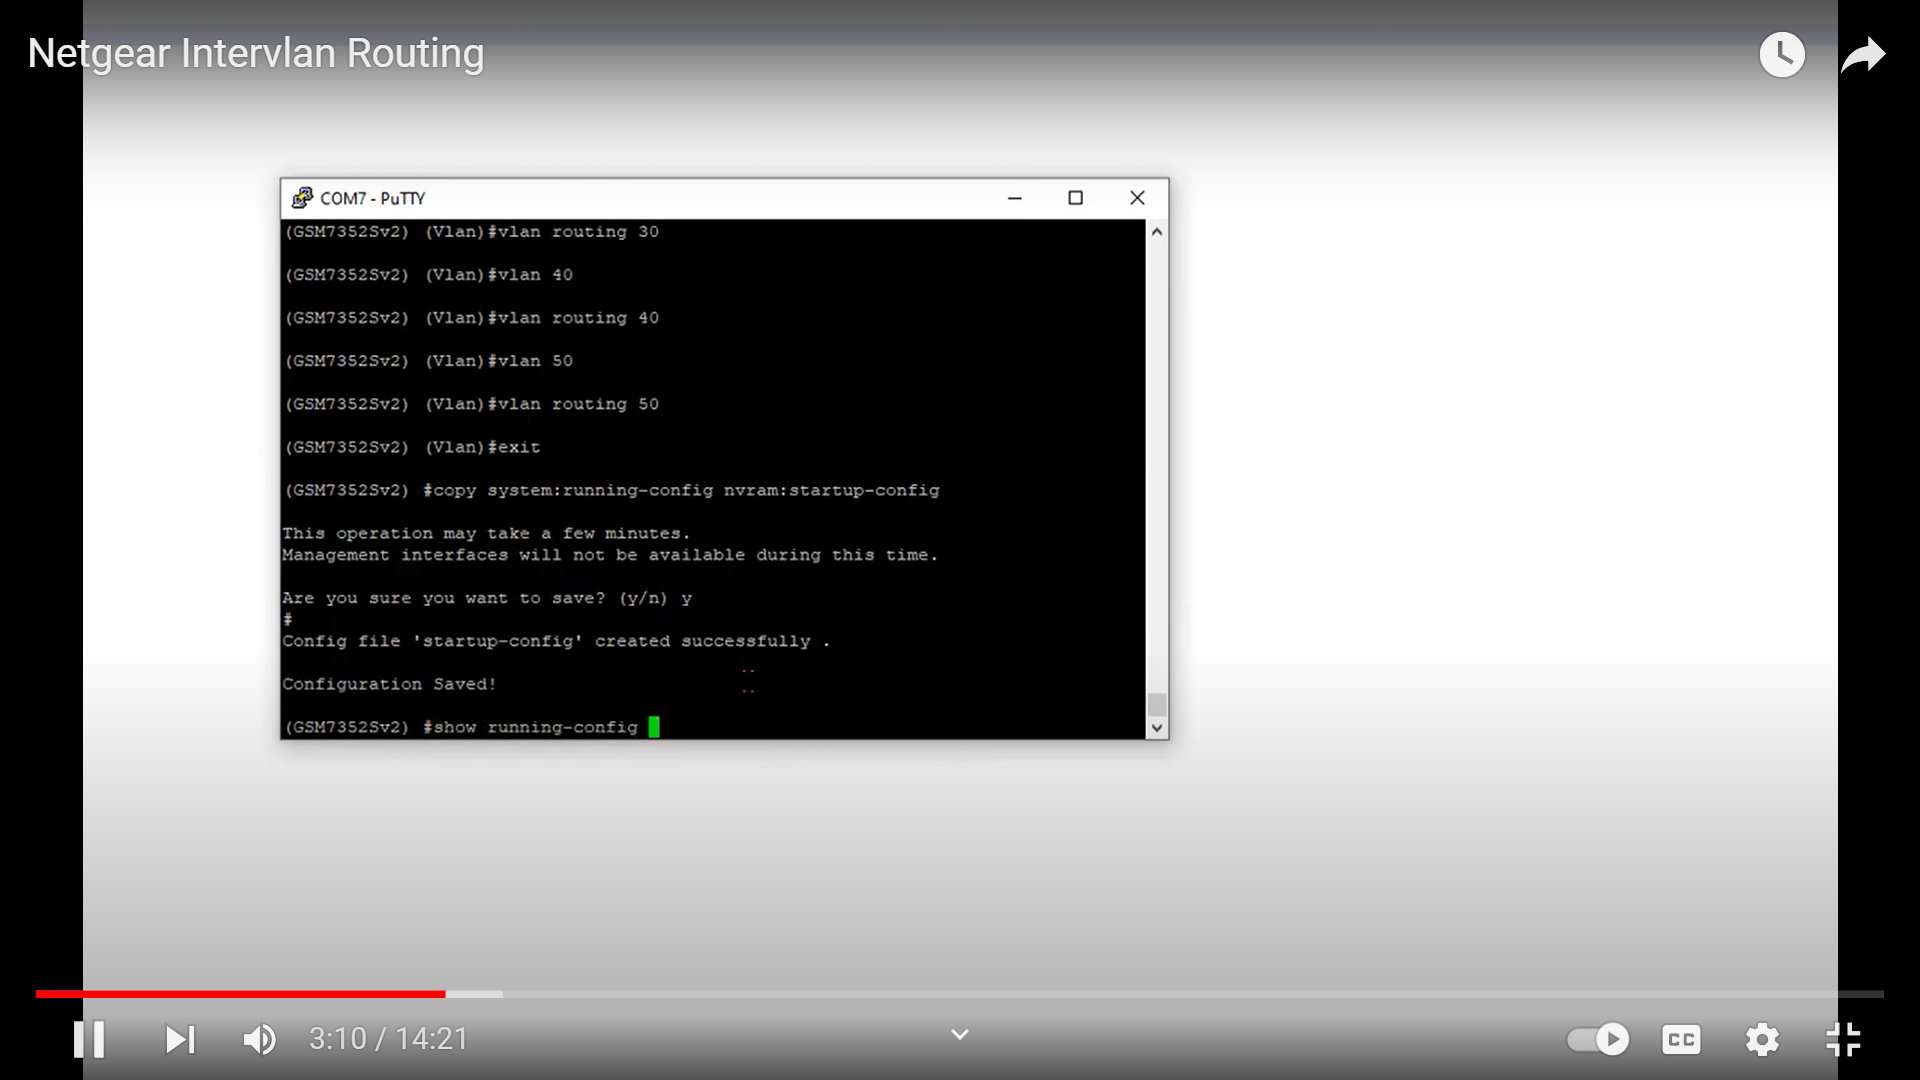 Netgear Intervlan Routing
COM7 - PuTTY
(GSM7352Sv2) (Vlan)#vlan routing 30
(GSM7352Sv2) (Vlan)#vlan 40
(GSM7352Sv2) (Vlan)#vlan routing 40
(GSM7352Sv2) (Vlan)#vlan 50
(GSM7352Sv2) (Vlan)#vlan routing 50
(GSM7352Sv2) (Vlan)#exit
(GSM7352Sv2) #copy system:running-config nvram:startup-config
This operation may take a few minutes.
Management interfaces will not be available during this time.
Are you sure you want to save? (y/n) y
#
Config file 'startup-config' created successfully .
Configuration Saved!
(GSM7352Sv2) #show running-config
3:10 / 14:21
CC